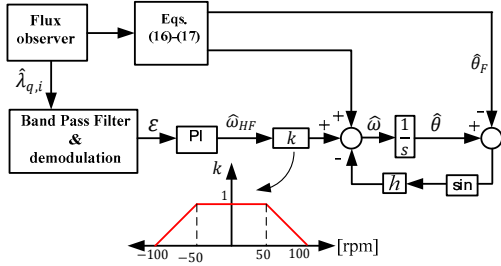 Flux
observer
Eqs.
(16)-(17)
θ̂_F
λ̂_{q,i}
Band Pass Filter
&
demodulation
ε
PI
ω̂_{HF}
k
+
+
-
ω̂
1
s
θ̂
+
-
h
sin
k
1
-100
-50
50
100
[rpm]